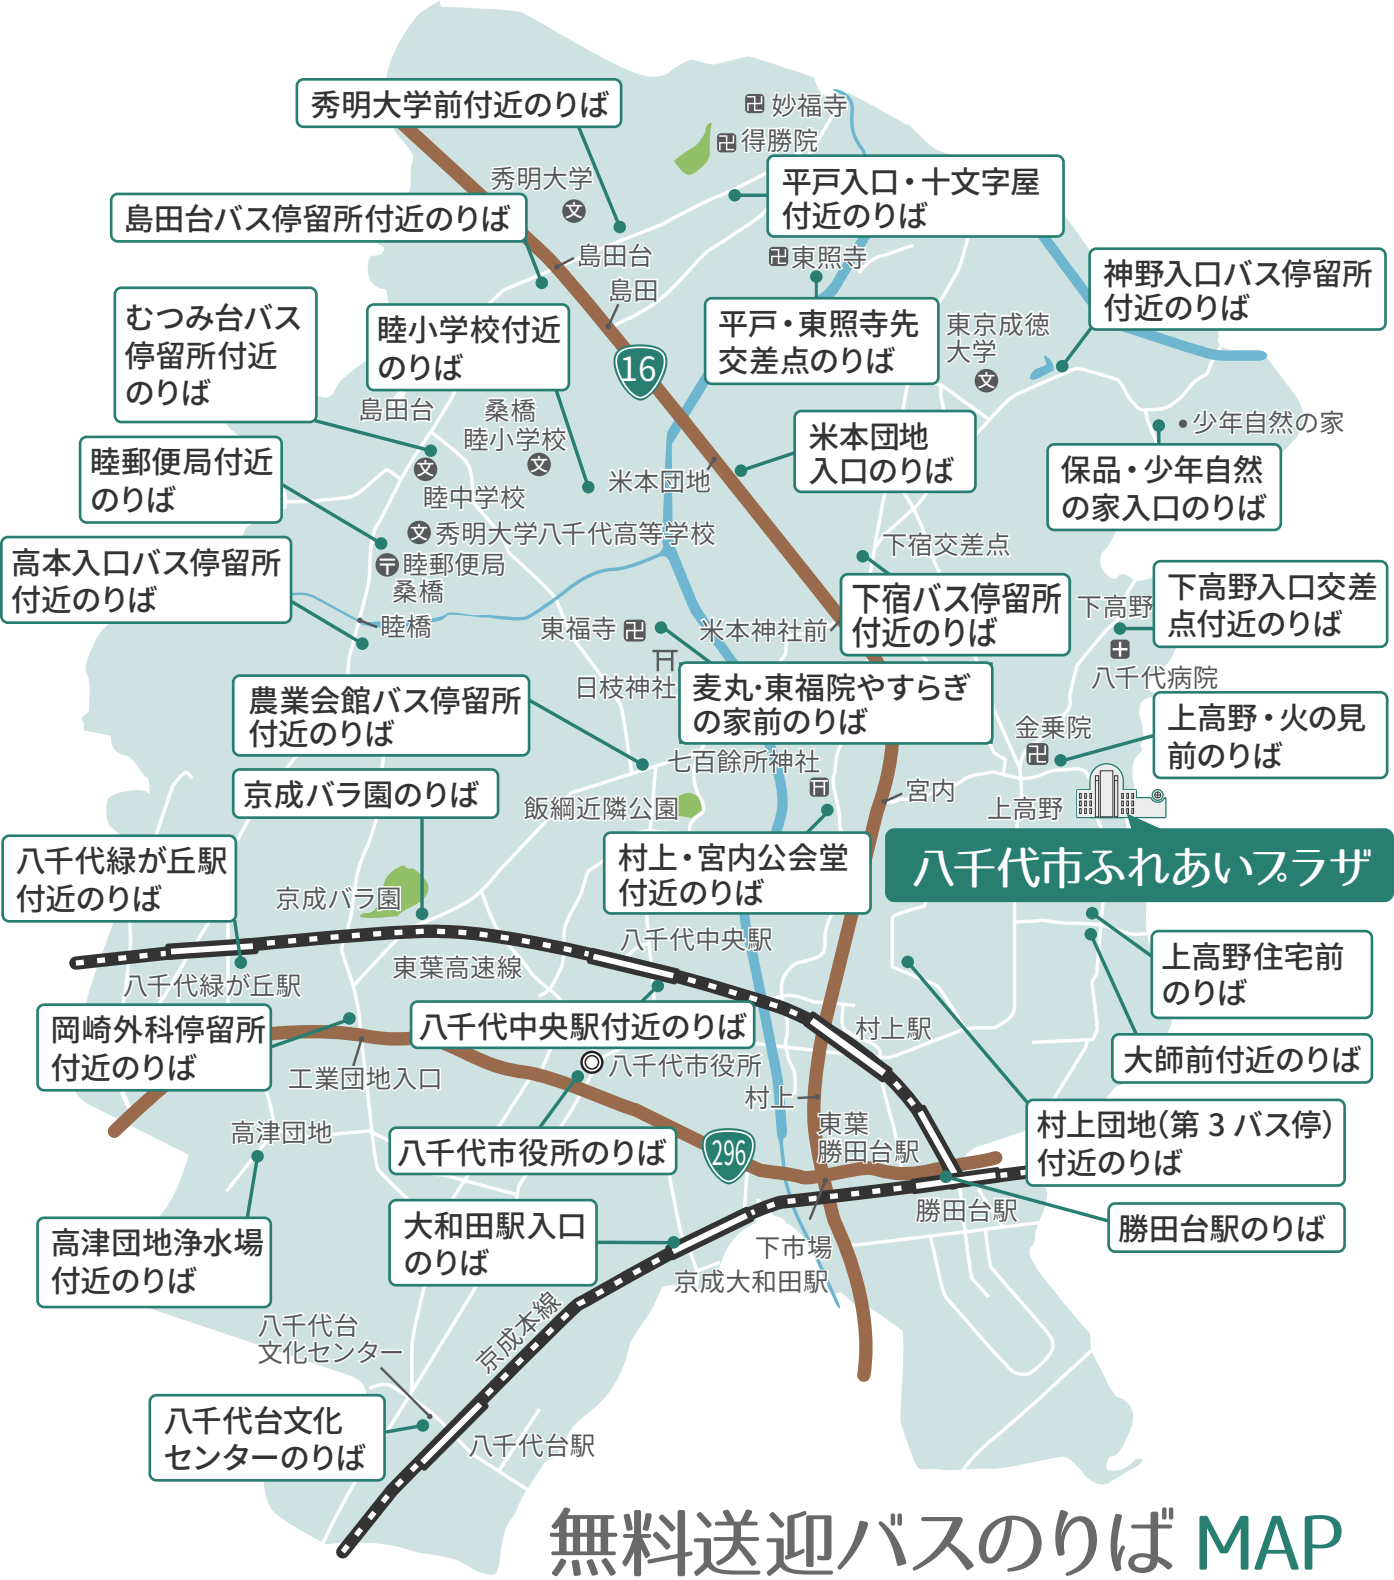 妙福寺
秀明大学前付近のりば
得勝院
秀明大学
平戸入口・十文字屋
付近のりば
島田台バス停留所付近のりば
島田台
東照寺
神野入口バス停留所
付近のりば
島田
むつみ台バス
停留所付近
のりば
睦小学校付近
のりば
平戸・東照寺先
交差点のりば
東京成徳
大学
16
島田台
桑橋
睦小学校
米本団地
入口のりば
少年自然の家
睦郵便局付近
のりば
米本団地
保品・少年自然
の家入口のりば
睦中学校
秀明大学八千代高等学校
下宿交差点
高本入口バス停留所
付近のりば
睦郵便局
桑橋
下宿バス停留所
付近のりば
下高野
下高野入口交差
点付近のりば
睦橋
東福寺
米本神社前
八千代病院
日枝神社
麦丸・東福院やすらぎ
の家前のりば
農業会館バス停留所
付近のりば
金乗院
上高野・火の見
前のりば
七百餘所神社
京成バラ園のりば
宮内
飯綱近隣公園
上高野
八千代緑が丘駅
付近のりば
村上・宮内公会堂
付近のりば
八千代市ふれあいプラザ
京成バラ園
八千代中央駅
東葉高速線
上高野住宅前
のりば
八千代緑が丘駅
岡崎外科停留所
付近のりば
八千代中央駅付近のりば
村上駅
大師前付近のりば
工業団地入口
八千代市役所
村上
高津団地
八千代市役所のりば
296
東葉
勝田台駅
村上団地(第 3 バス停)
付近のりば
大和田駅入口
のりば
勝田台駅
勝田台駅のりば
高津団地浄水場
付近のりば
下市場
京成大和田駅
八千代台
文化センター
京成本線
八千代台文化
センターのりば
八千代台駅
無料送迎バスのりば MAP